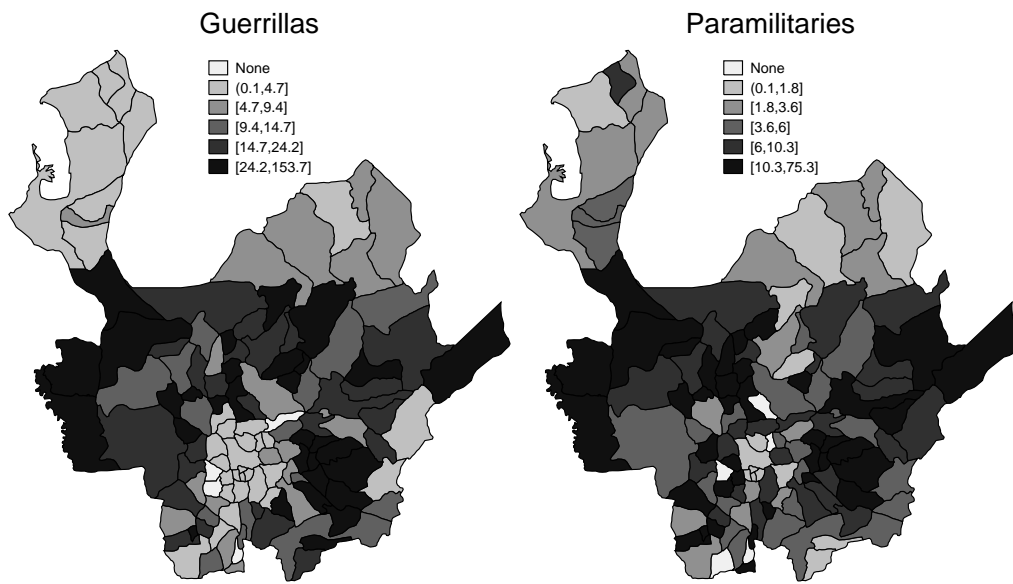 Guerrillas
None
(0.1,4.7]
[4.7,9.4)
[9.4,14.7)
[14.7,24.2)
[24.2,153.7]
Paramilitaries
None
(0.1,1.8]
[1.8,3.6)
[3.6,6)
[6,10.3)
[10.3,75.3]